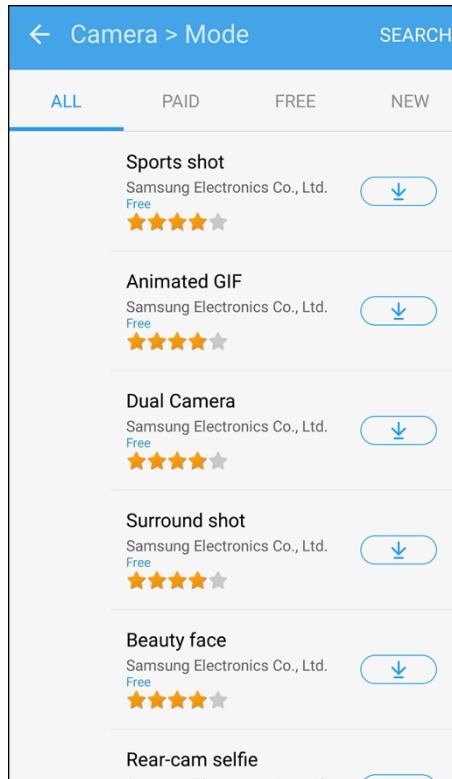 Camera > Mode SEARCH
ALL PAID FREE NEW
Sports shot
Samsung Electronics Co., Ltd.
Free
Animated GIF
Samsung Electronics Co., Ltd.
Free
Dual Camera
Samsung Electronics Co., Ltd.
Free
Surround shot
Samsung Electronics Co., Ltd.
Free
Beauty face
Samsung Electronics Co., Ltd.
Free
Rear-cam selfie